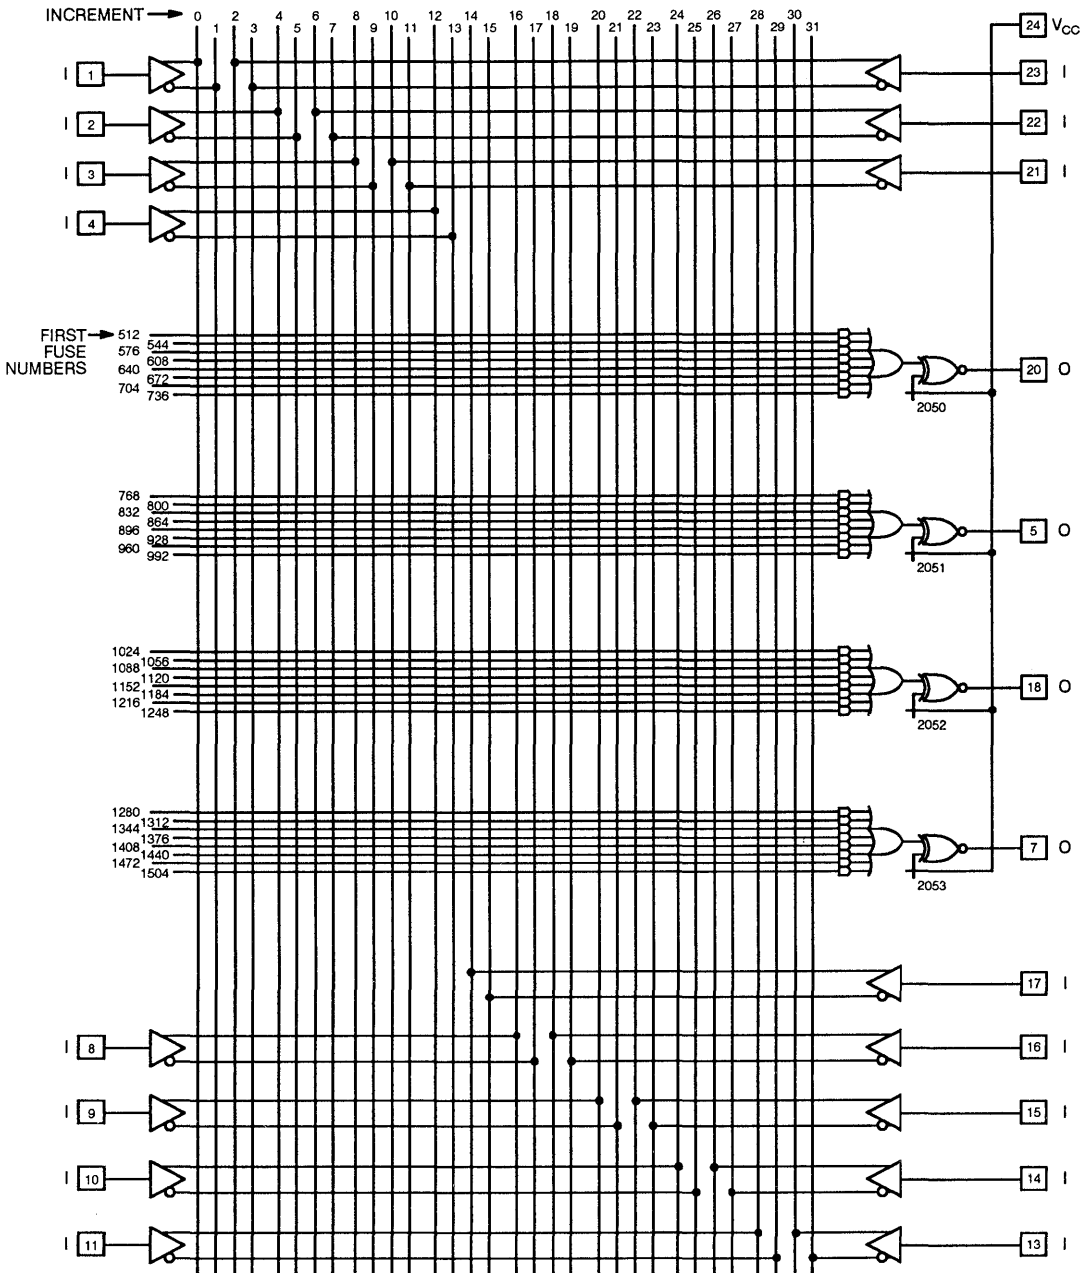 INCREMENT
0 2 4 6 8 10 12 14 16 18 20 22 24 26 28 30
1 3 5 7 9 11 13 15 17 19 21 23 25 27 29 31
24 VCC
I 1
23 I
I 2
22 I
I 3
21 I
I 4
FIRST
FUSE
NUMBERS
512
544
576
608
640
672
704
736
2050
20 O
768
800
832
864
896
928
960
992
2051
5 O
1024
1056
1088
1120
1152
1184
1216
1248
2052
18 O
1280
1312
1344
1376
1408
1440
1472
1504
2053
7 O
17 I
I 8
16 I
I 9
15 I
I 10
14 I
I 11
13 I